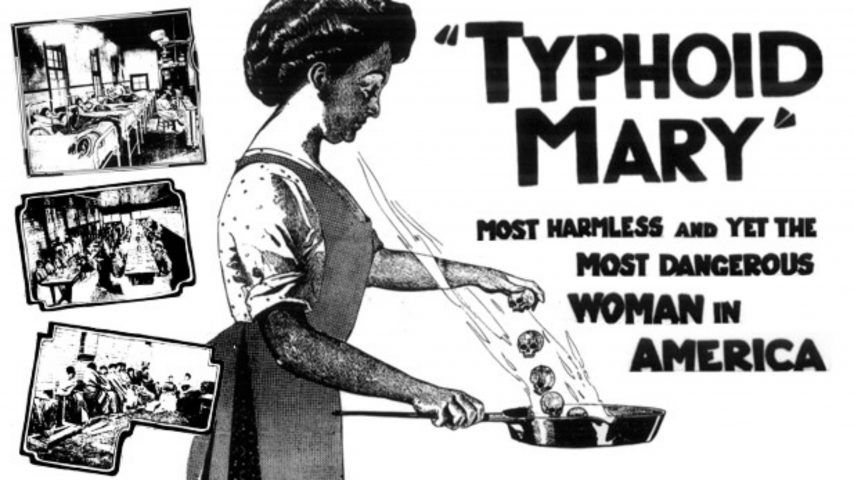 "TYPHOID
MARY"
MOST HARMLESS AND YET THE
MOST DANGEROUS
WOMAN IN
AMERICA